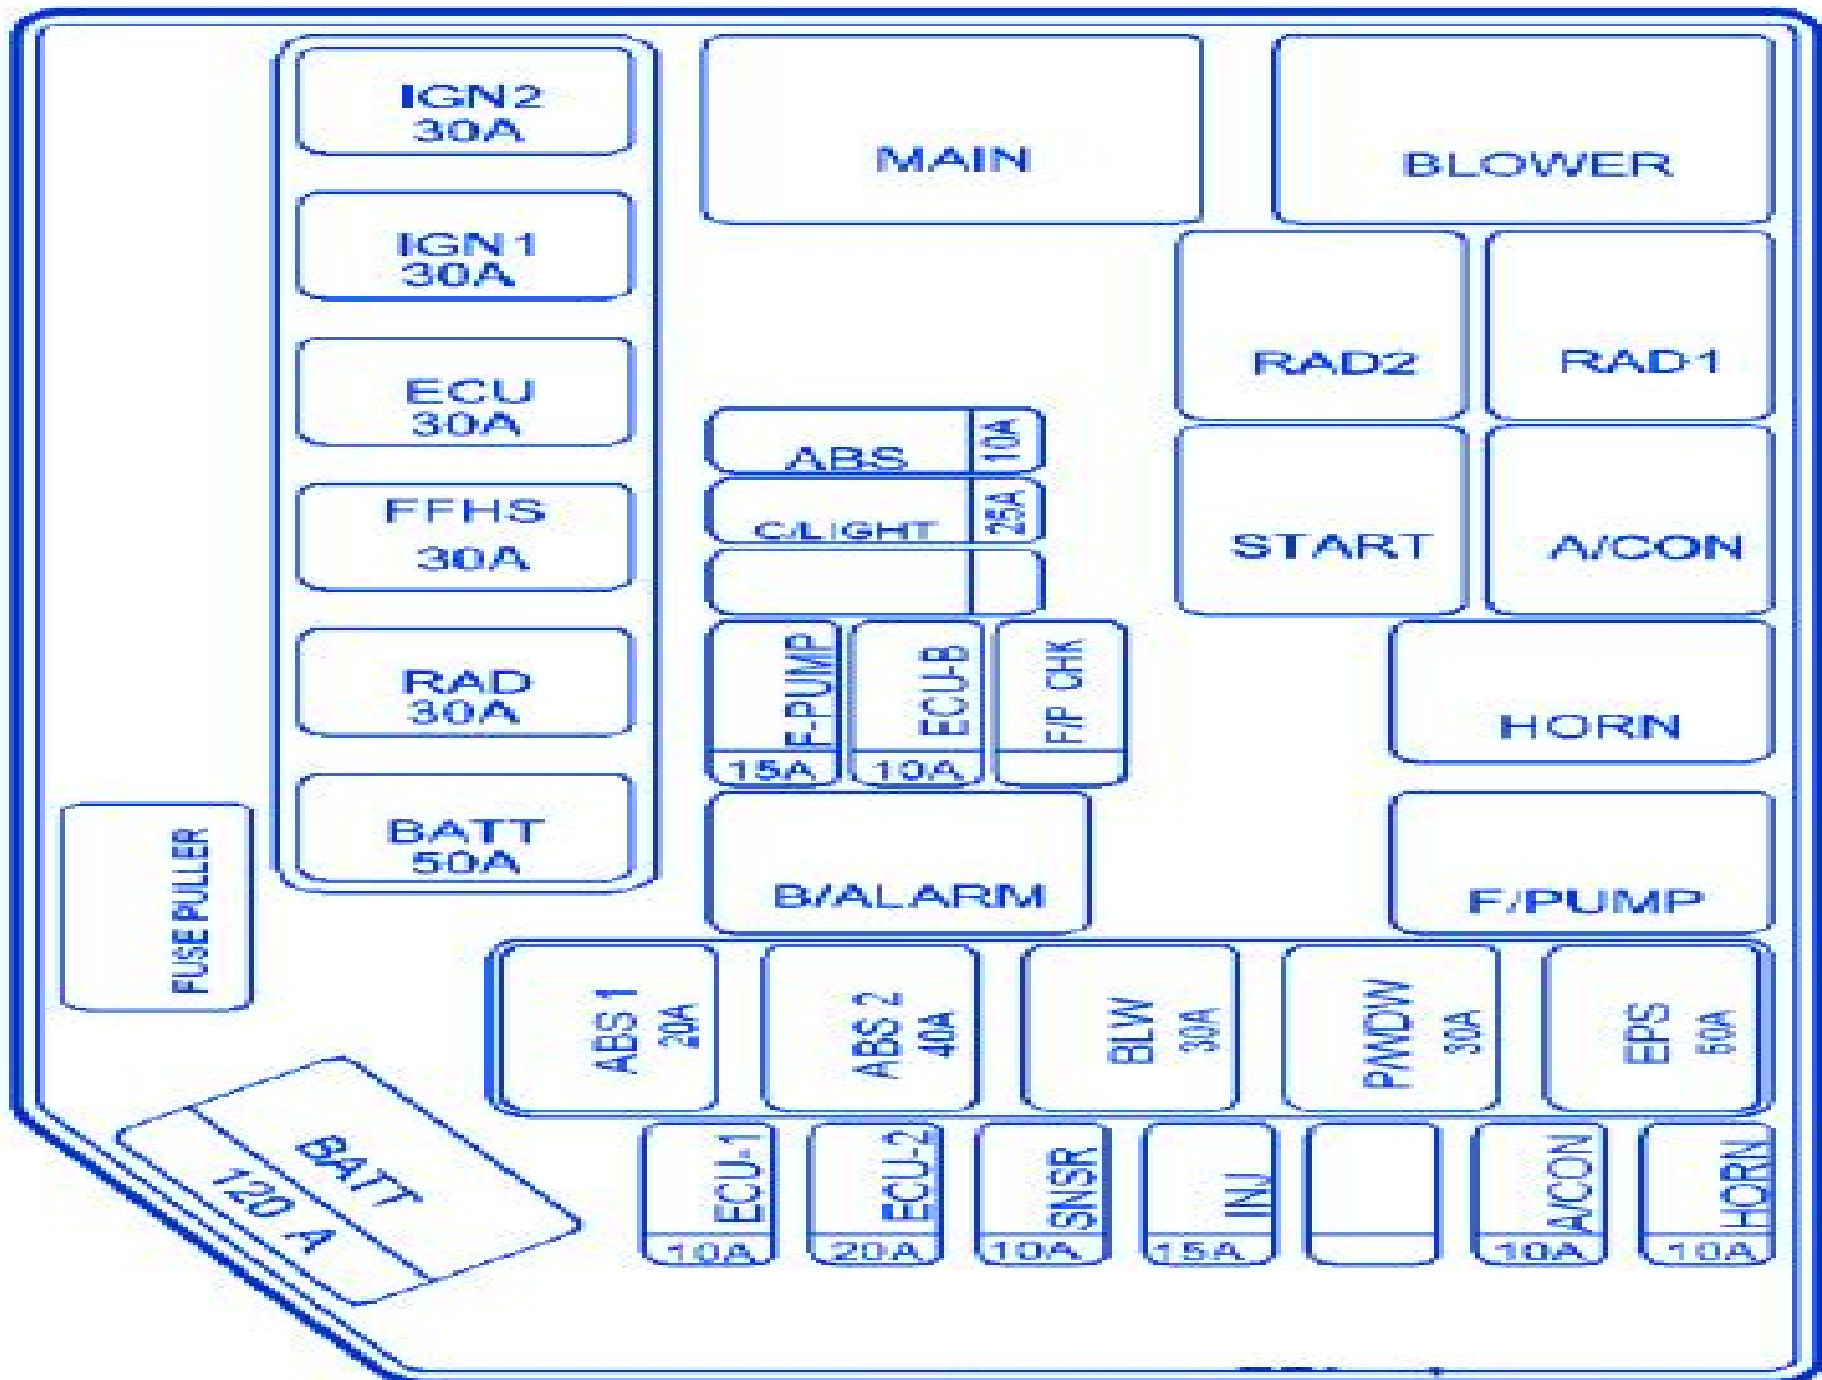 IGN2
30A
MAIN
BLOWER
IGN1
30A
RAD2
RAD1
ECU
30A
ABS
10A
C/LIGHT
25A
FFHS
30A
START
A/CON
RAD
30A
F-PUMP
15A
ECU-B
10A
F/P CHK
HORN
BATT
50A
B/ALARM
F/PUMP
FUSE PULLER
ABS 1
20A
ABS 2
40A
BLW
30A
P/WDW
30A
EPS
50A
BATT
120 A
ECU-1
10A
ECU-2
20A
SNSR
10A
INJ
15A
A/CON
10A
HORN
10A